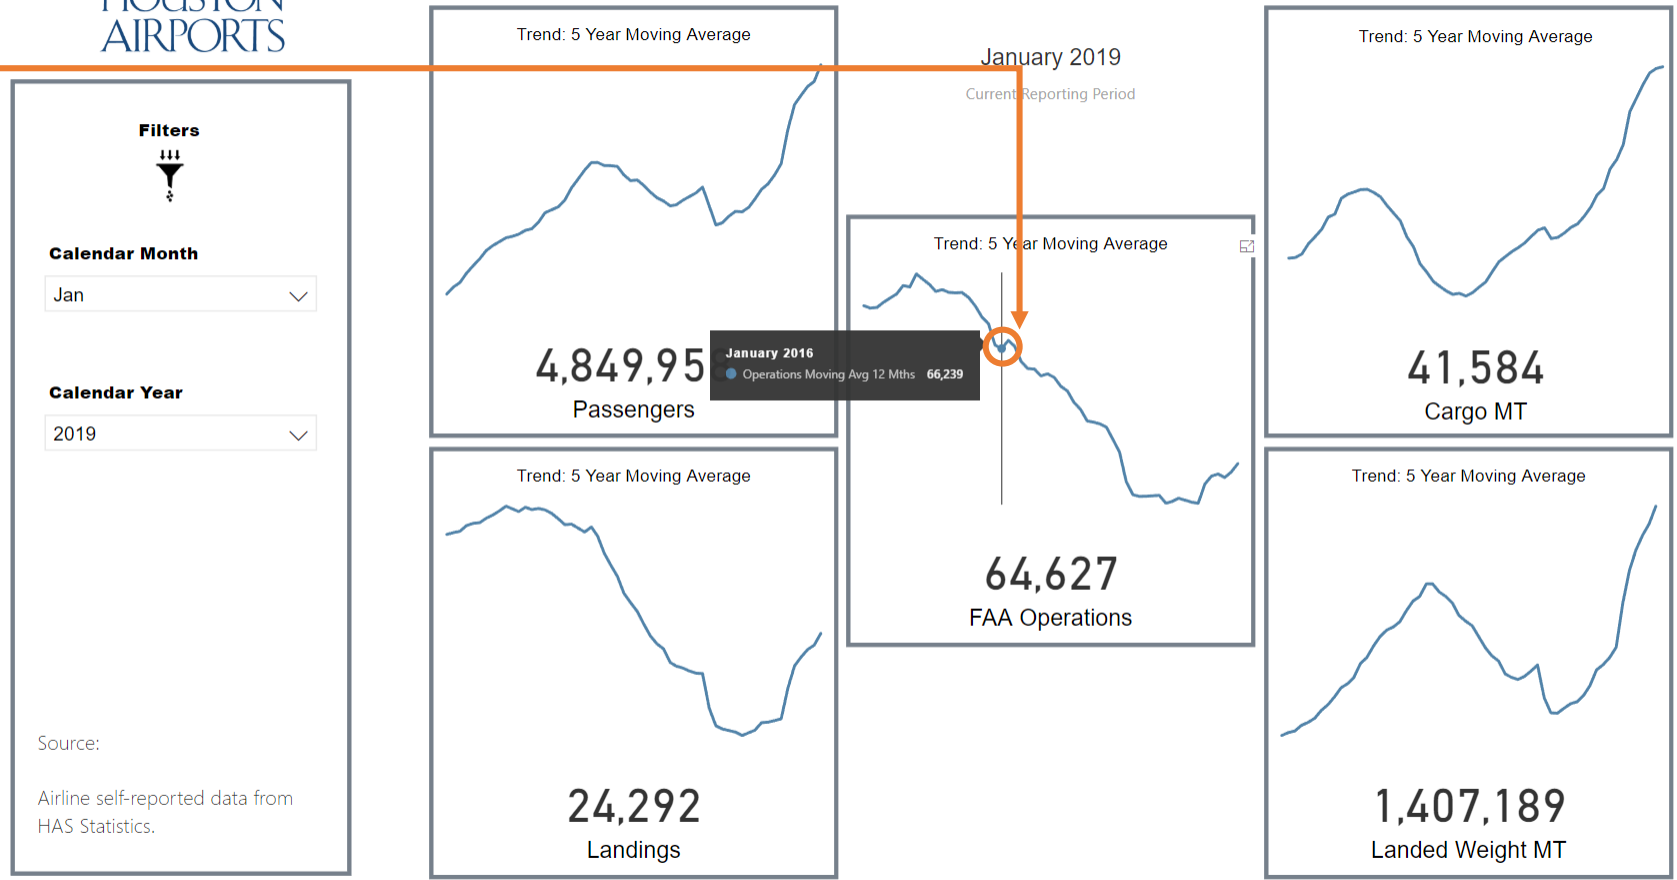 HOUSTON
AIRPORTS
Filters
Calendar Month
Jan
Calendar Year
2019
Source:
Airline self-reported data from
HAS Statistics.
Trend: 5 Year Moving Average
4,849,958
Passengers
Trend: 5 Year Moving Average
24,292
Landings
January 2019
Current Reporting Period
Trend: 5 Year Moving Average
January 2016
Operations Moving Avg 12 Mths 66,239
64,627
FAA Operations
Trend: 5 Year Moving Average
41,584
Cargo MT
Trend: 5 Year Moving Average
1,407,189
Landed Weight MT